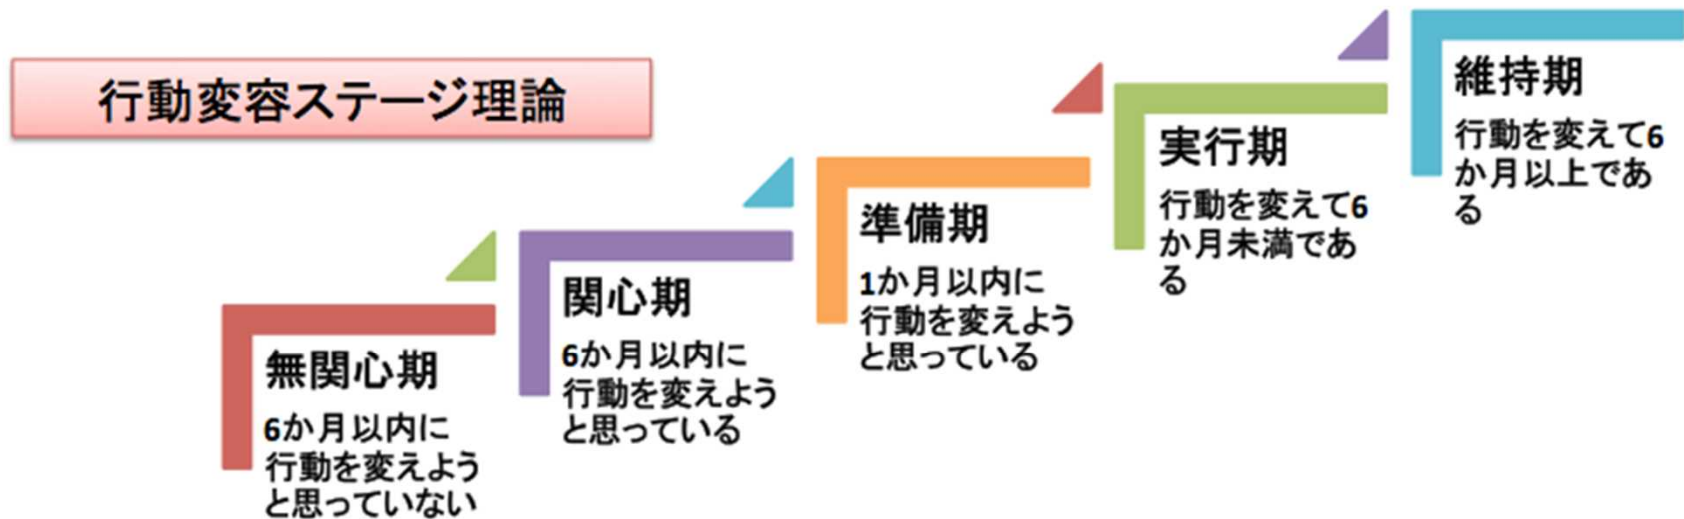 行動変容ステージ理論
無関心期
6か月以内に
行動を変えよう
と思っていない
関心期
6か月以内に
行動を変えよう
と思っている
準備期
1か月以内に
行動を変えよう
と思っている
実行期
行動を変えて6
か月未満であ
る
維持期
行動を変えて6
か月以上であ
る